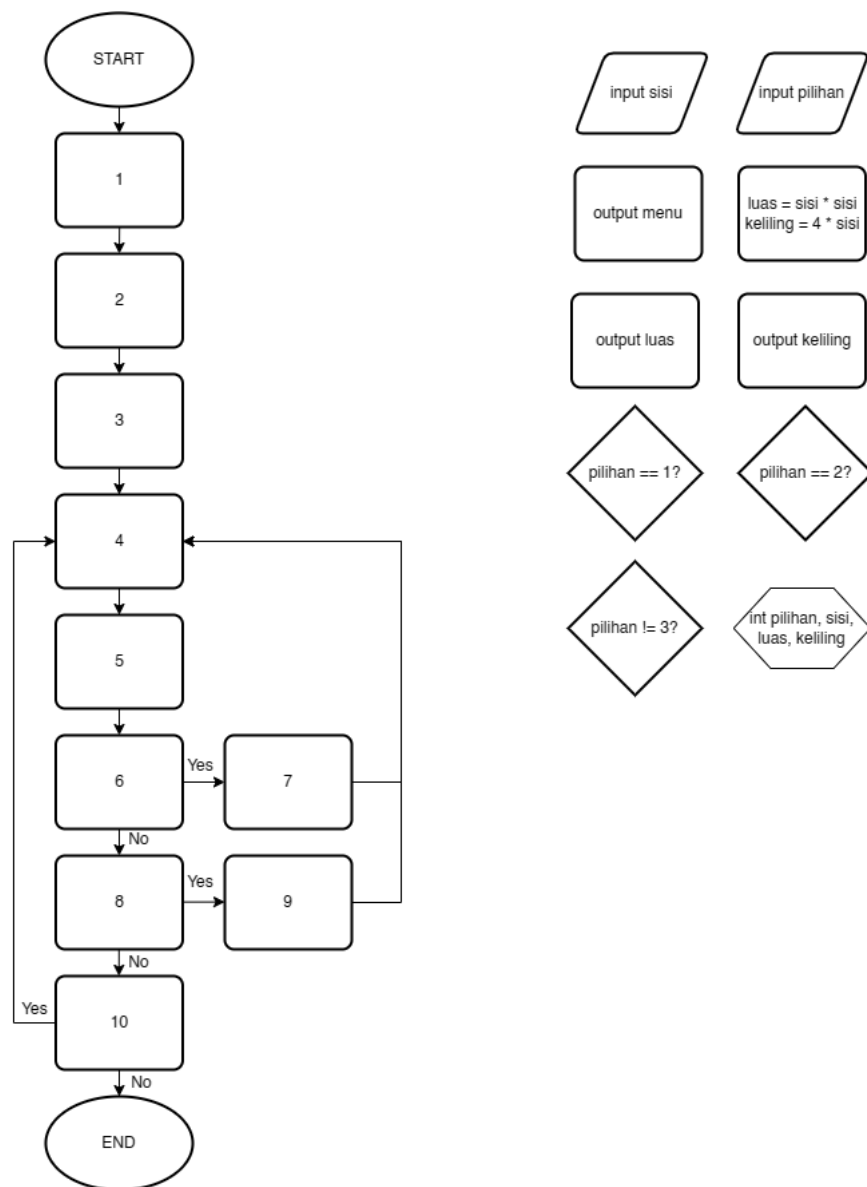 START
1
2
3
4
5
6
Yes
7
No
8
Yes
9
No
Yes
10
No
END
input sisi
input pilihan
output menu
luas = sisi * sisi
keliling = 4 * sisi
output luas
output keliling
pilihan == 1?
pilihan == 2?
pilihan != 3?
int pilihan, sisi,
luas, keliling